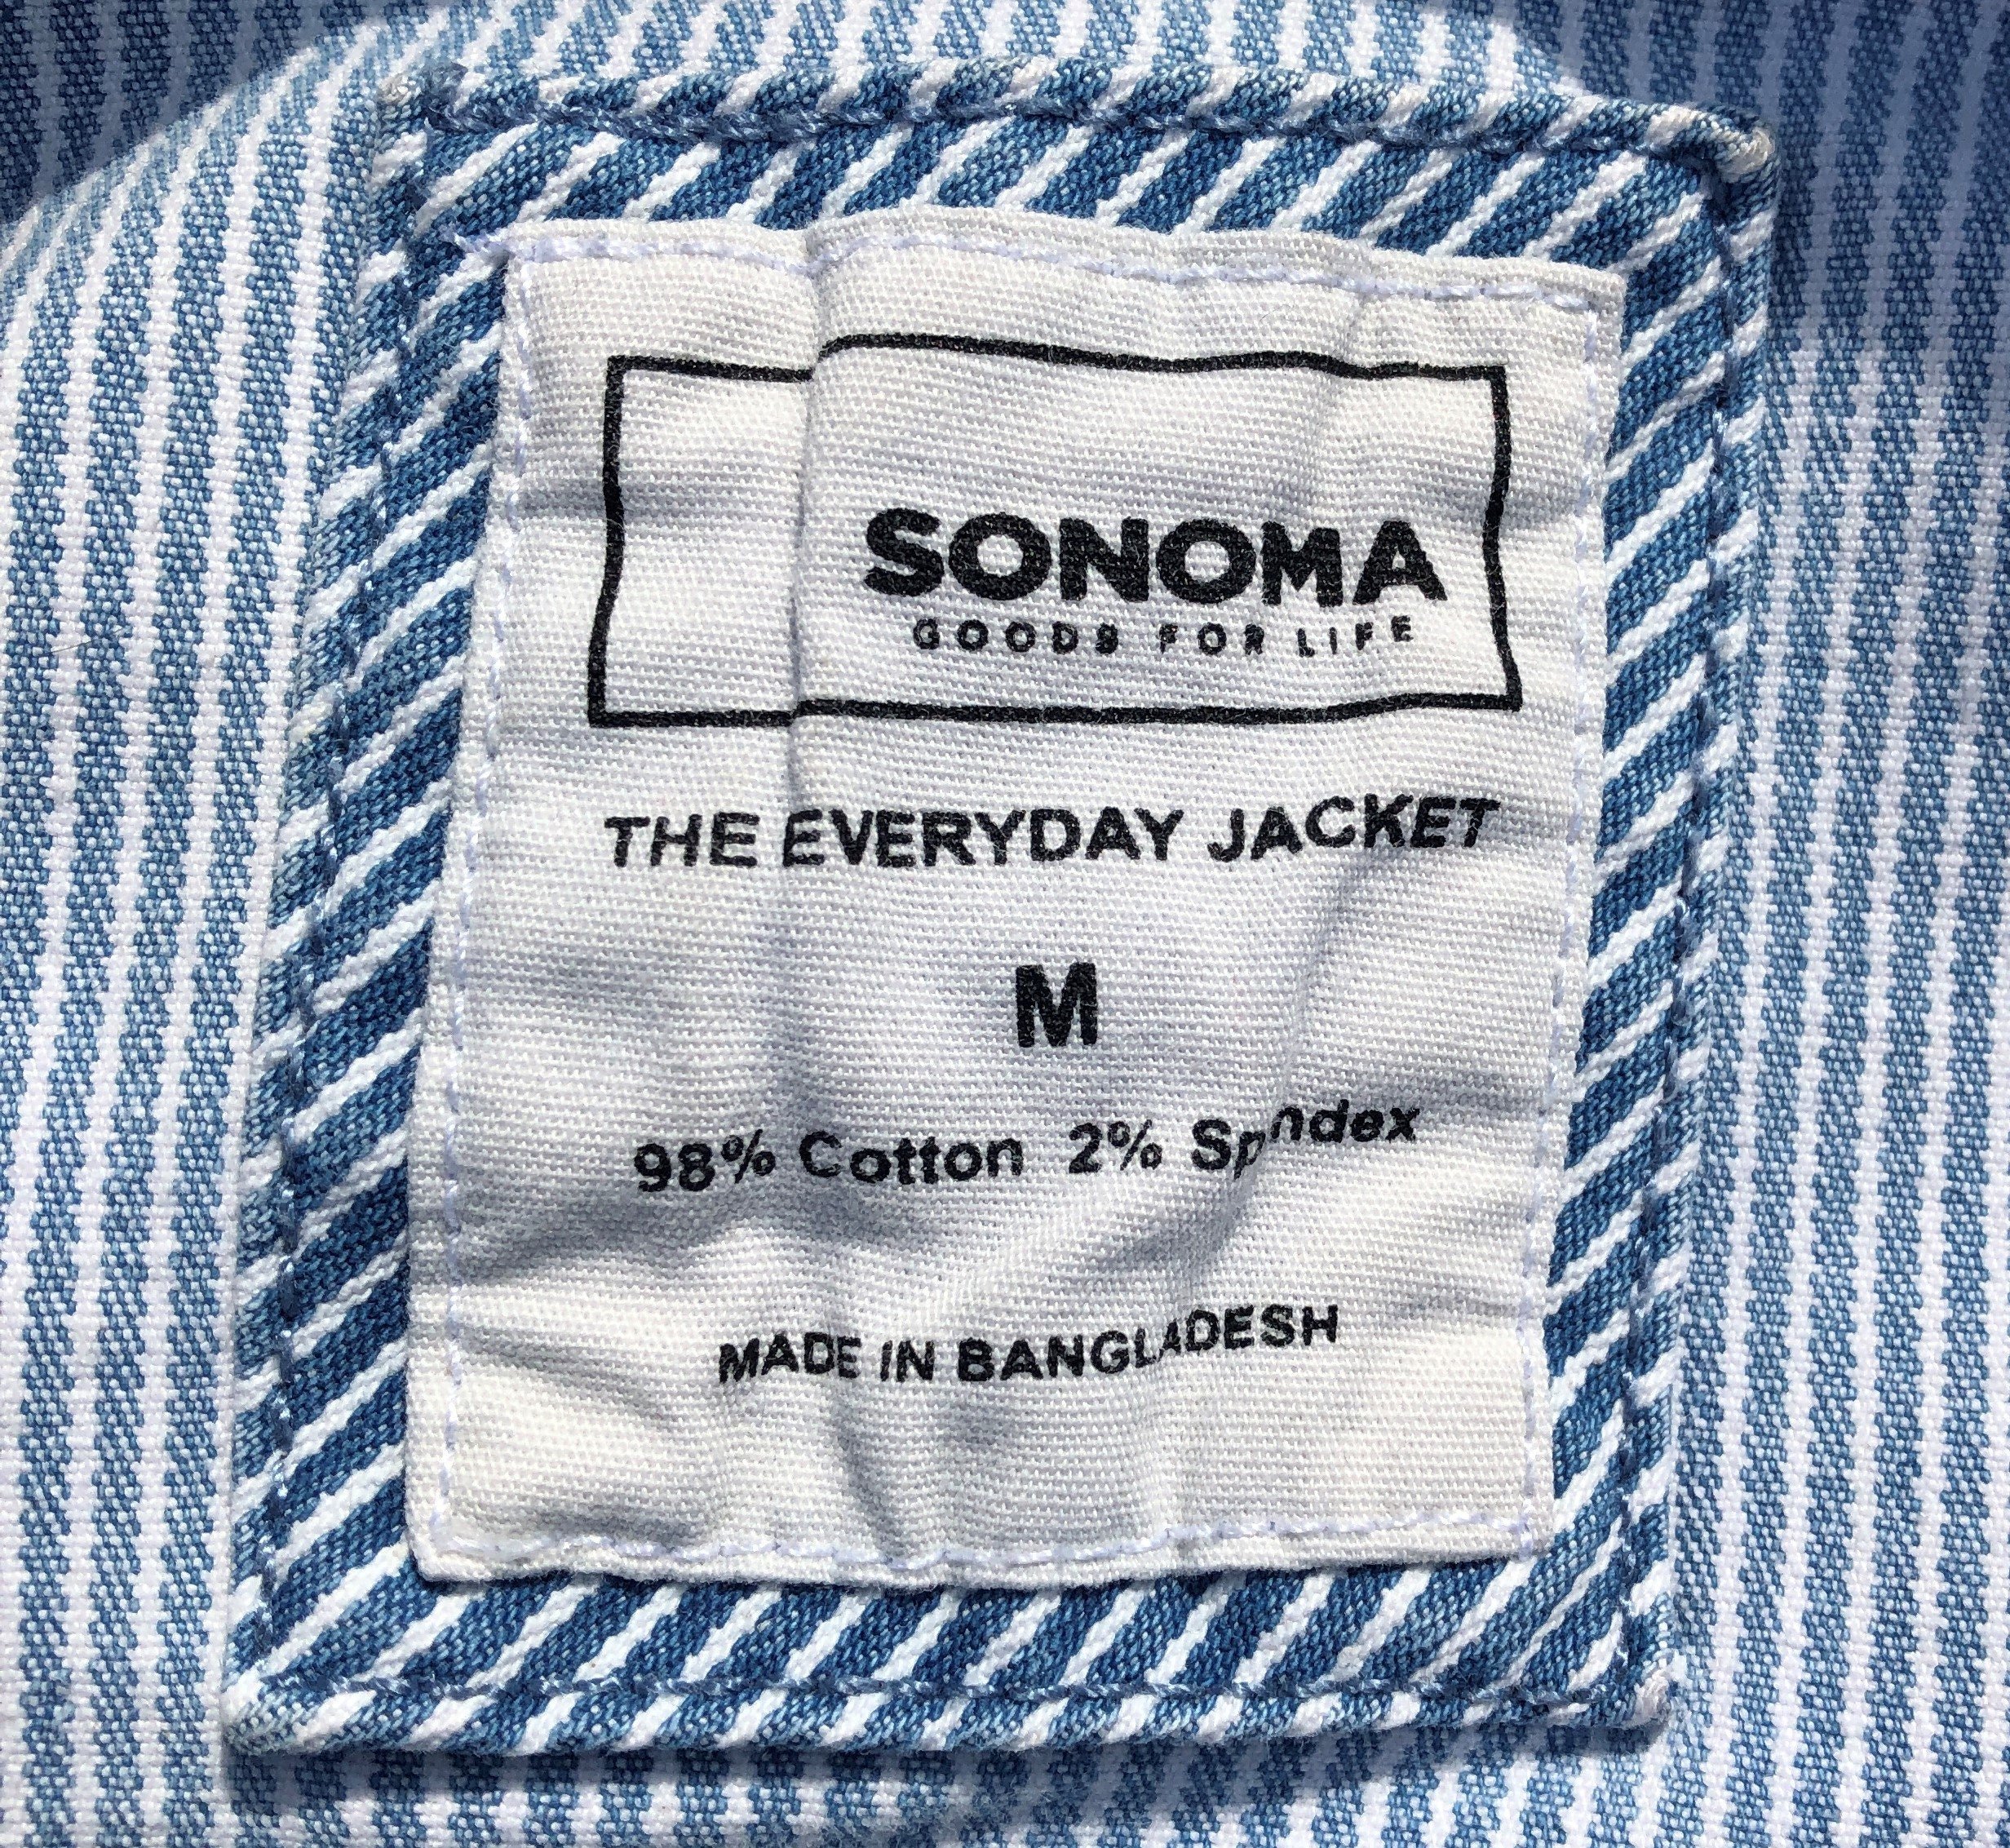 SONOMA
GOODS FOR LIFE
THE EVERYDAY JACKET
M
98% Cotton 2% Spandex
MADE IN BANGLADESH